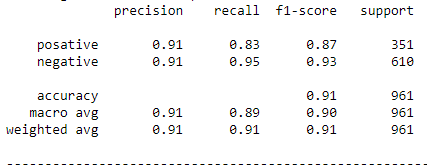 precision recall f1-score support
posative 0.91 0.83 0.87 351
negative 0.91 0.95 0.93 610
accuracy 0.91 961
macro avg 0.91 0.89 0.90 961
weighted avg 0.91 0.91 0.91 961
--------------------------------------------------------